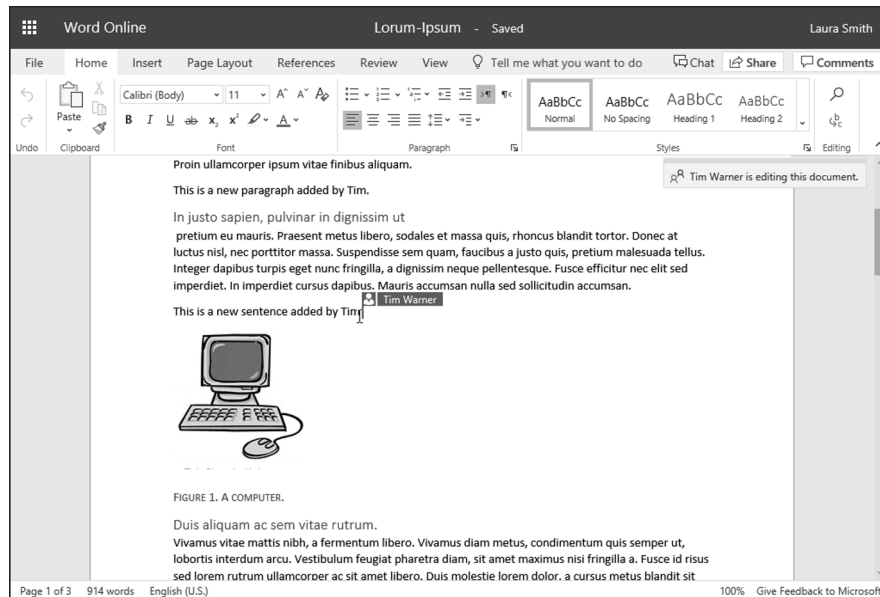 Word Online Lorum-Ipsum - Saved Laura Smith
File Home Insert Page Layout References Review View Tell me what you want to do Chat Share Comments
Calibri (Body) 11
Paste
B I U ab x₂ x² A
AaBbCc AaBbCc AaBbCc AaBbCc
Normal No Spacing Heading 1 Heading 2
Undo Clipboard Font Paragraph Styles Editing
Tim Warner is editing this document.
Proin ullamcorper ipsum vitae finibus aliquam.
This is a new paragraph added by Tim.
In justo sapien, pulvinar in dignissim ut
pretium eu mauris. Praesent metus libero, sodales et massa quis, rhoncus blandit tortor. Donec at
luctus nisl, nec porttitor massa. Suspendisse sem quam, faucibus a justo quis, pretium malesuada tellus.
Integer dapibus turpis eget nunc fringilla, a dignissim neque pellentesque. Fusce efficitur nec elit sed
imperdiet. In imperdiet cursus dapibus. Mauris accumsan nulla sed sollicitudin accumsan.
Tim Warner
This is a new sentence added by Tim
FIGURE 1. A COMPUTER.
Duis aliquam ac sem vitae rutrum.
Vivamus vitae mattis nibh, a fermentum libero. Vivamus diam metus, condimentum quis semper ut,
lobortis interdum arcu. Vestibulum feugiat pharetra diam, sit amet maximus nisi fringilla a. Fusce id risus
sed lorem rutrum ullamcorper ac sit amet libero. Duis molestie lorem dolor, a cursus metus blandit sit
Page 1 of 3 914 words English (U.S.) 100% Give Feedback to Microsoft